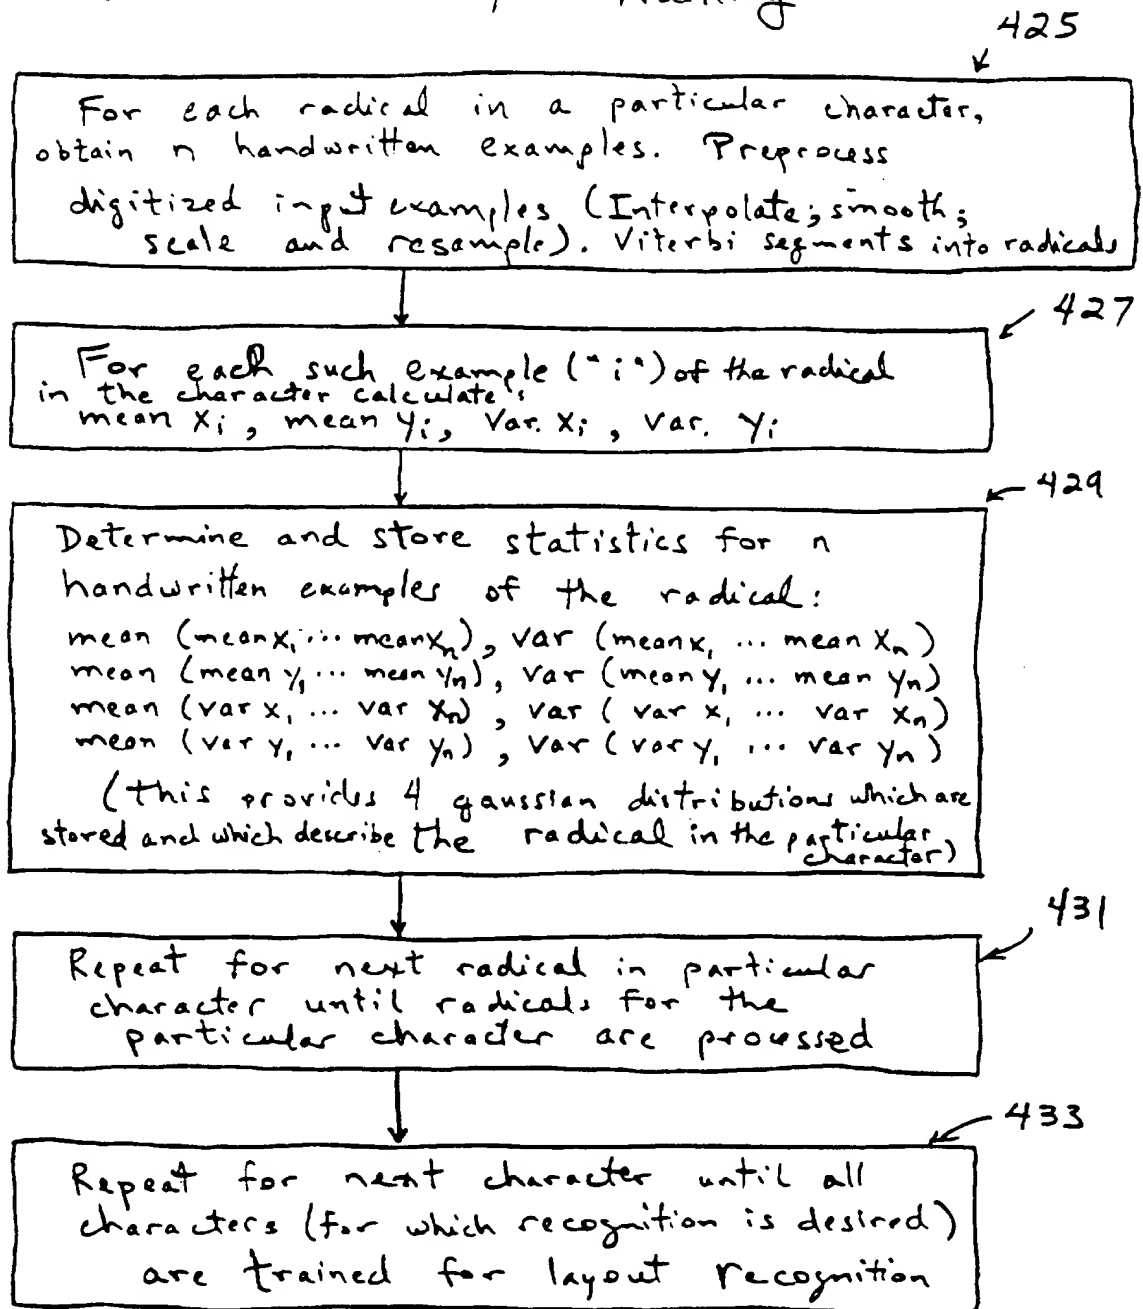 425
For each radical in a particular character,
obtain n handwritten examples. Preprocess
digitized input examples (Interpolate; smooth;
scale and resample). Viterbi segments into radicals
427
For each such example ("i") of the radical
in the character calculate:
mean xi, mean yi, Var. xi, var. yi
429
Determine and store statistics for n
handwritten examples of the radical:
mean (mean x1 ... mean xn), var (mean x1 ... mean xn)
mean (mean y1 ... mean yn), var (mean y1 ... mean yn)
mean (var x1 ... var xn), var (var x1 ... var xn)
mean (var y1 ... var yn), var (var y1 ... var yn)
(this provides 4 gaussian distributions which are
stored and which describe the radical in the particular
character)
431
Repeat for next radical in particular
character until radicals for the
particular character are processed
433
Repeat for next character until all
characters (for which recognition is desired)
are trained for layout recognition